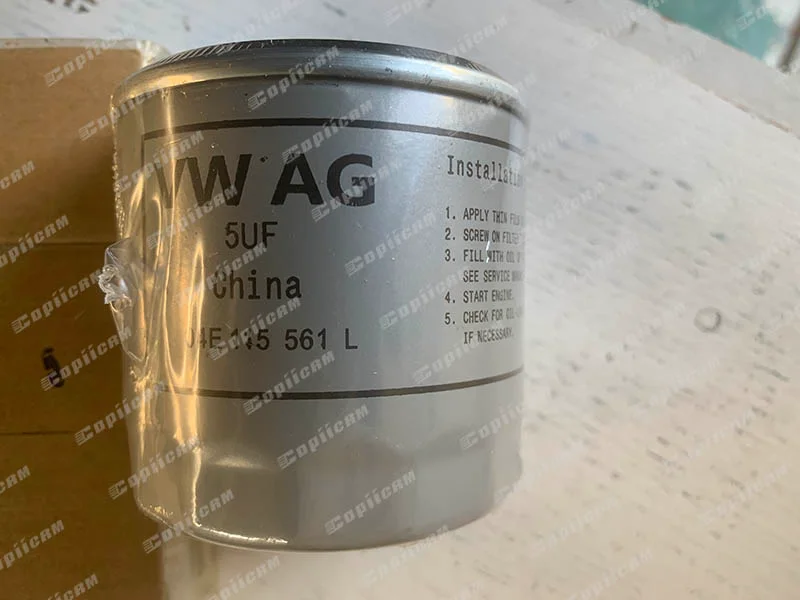 VW AG
5UF
China
04E 115 561 L
Installation
1. APPLY THIN FILM
2. SCREW ON FILTER
3. FILL WITH OIL
SEE SERVICE
4. START ENGINE.
5. CHECK FOR OIL
IF NECESSARY.
CopiicAM